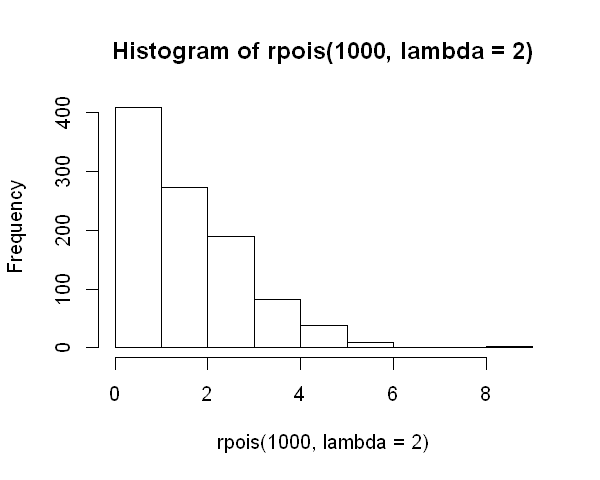 Histogram of rpois(1000, lambda = 2)
400
300
200
100
0
Frequency
0 2 4 6 8
rpois(1000, lambda = 2)